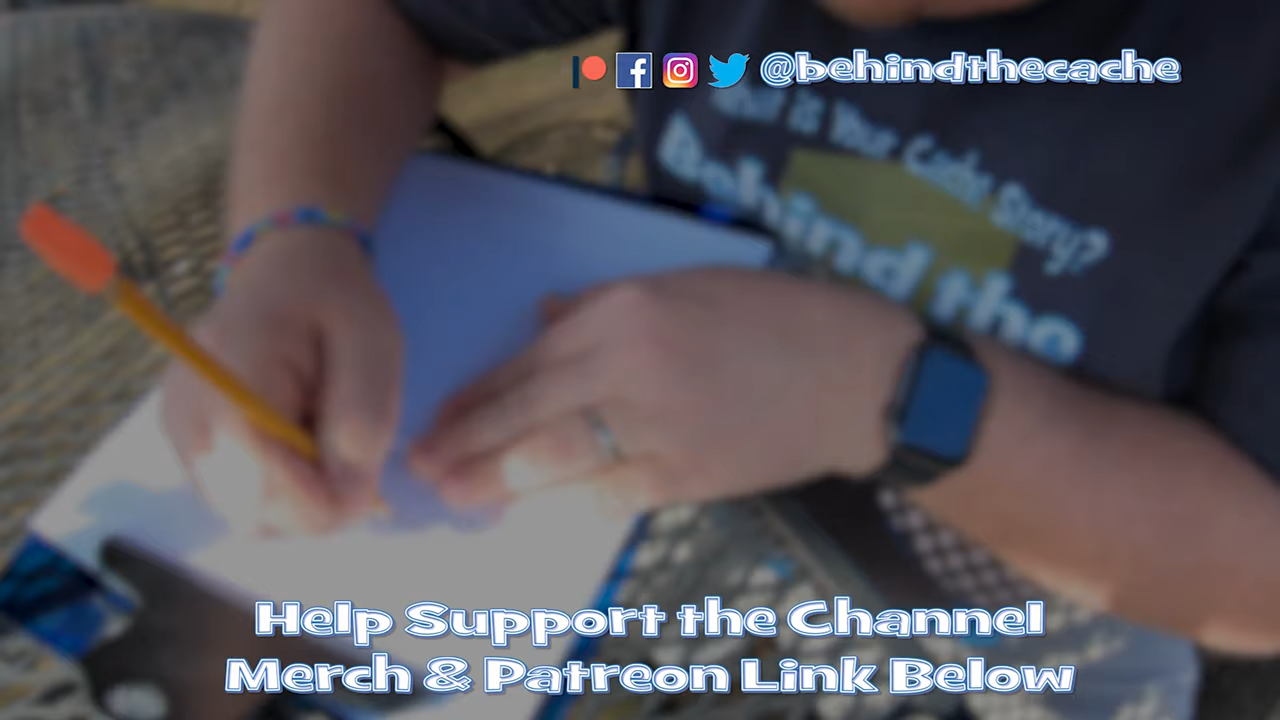 @behindthecache
What is Your Cache Story?
Behind the
Help Support the Channel
Merch & Patreon Link Below